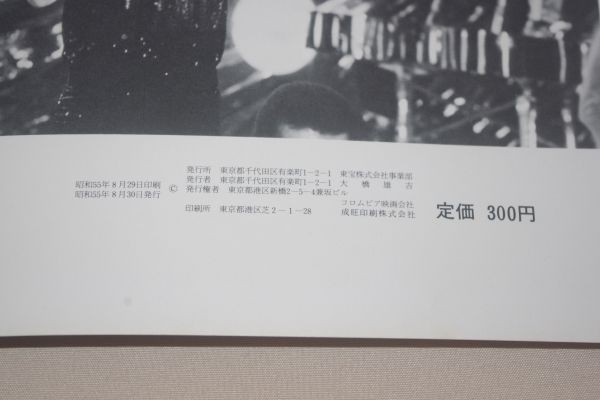 昭和55年8月29日印刷
昭和55年8月30日発行
©
発行所 東京都千代田区有楽町1-2-1 東宝株式会社事業部
発行者 東京都千代田区有楽町1-2-1 大橋雄吉
発行権者 東京都港区新橋2-5-4兼坂ビル
コロムビア映画会社
印刷所 東京都港区芝2-1-28 成旺印刷株式会社
定価 300円